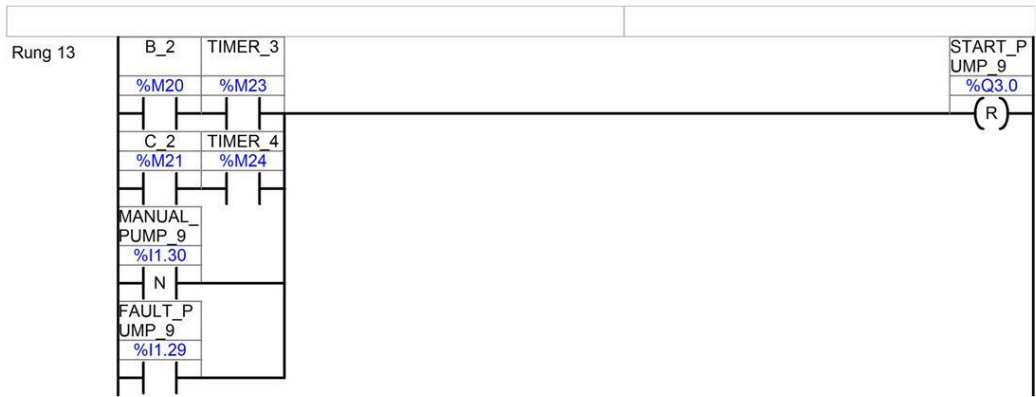 Rung 13
B_2
TIMER_3
START_P
UMP_9
%M20
%M23
%Q3.0
R
C_2
TIMER_4
%M21
%M24
MANUAL_
PUMP_9
%I1.30
N
FAULT_P
UMP_9
%I1.29